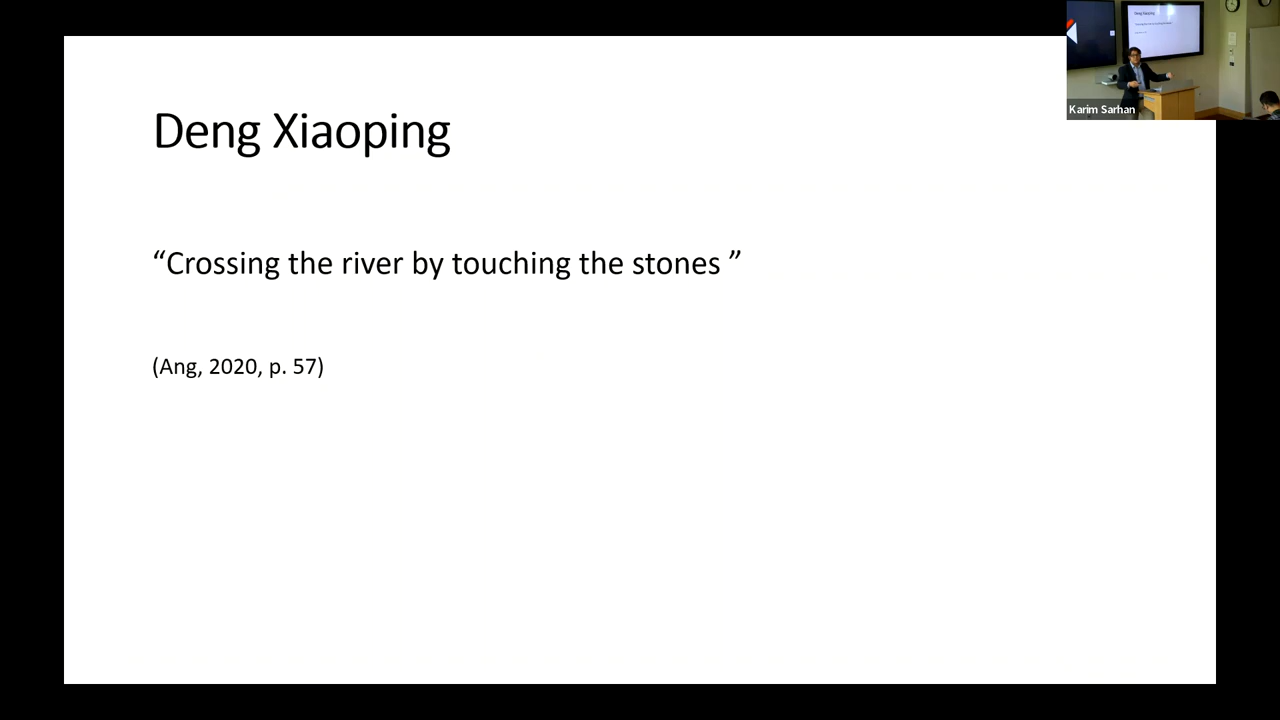 Deng Xiaoping
“Crossing the river by touching the stones ”
(Ang, 2020, p. 57)
Karim Sarhan